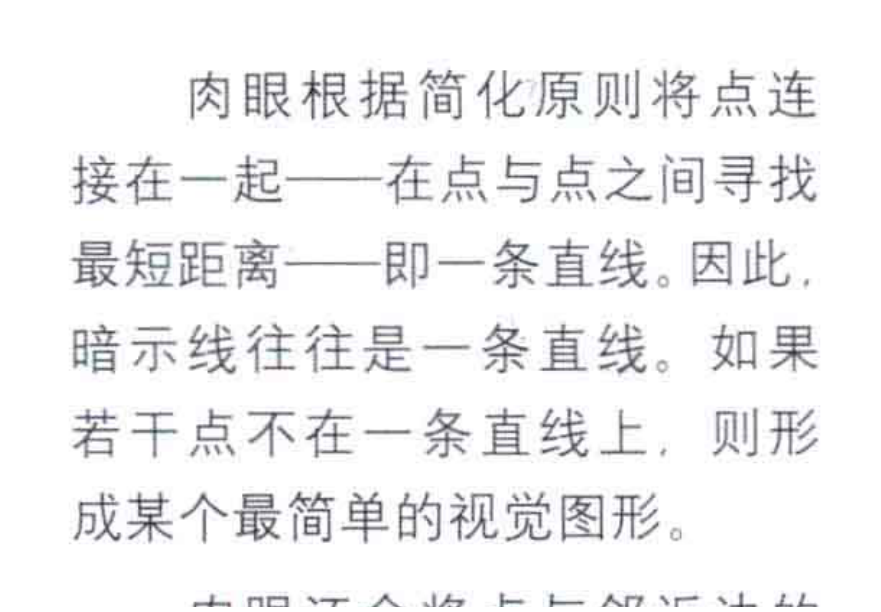 肉眼根据简化原则将点连
接在一起——在点与点之间寻找
最短距离——即一条直线。因此，
暗示线往往是一条直线。如果
若干点不在一条直线上，则形
成某个最简单的视觉图形。